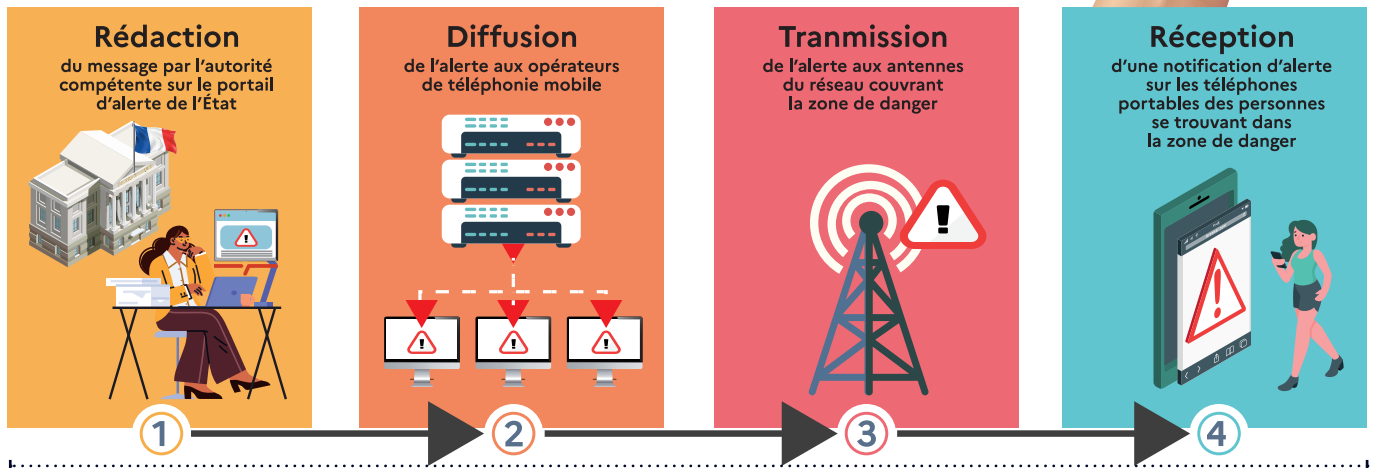 Rédaction
du message par l'autorité
compétente sur le portail
d'alerte de l'État
Diffusion
de l'alerte aux opérateurs
de téléphonie mobile
Tranmission
de l'alerte aux antennes
du réseau couvrant
la zone de danger
Réception
d'une notification d'alerte
sur les téléphones
portables des personnes
se trouvant dans
la zone de danger
1
2
3
4